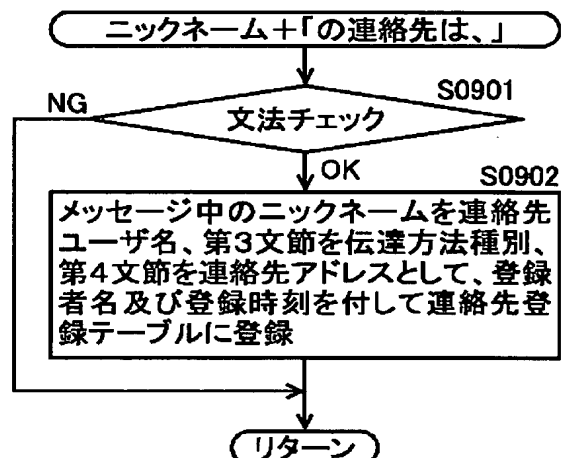 ニックネーム+「の連絡先は、」
S0901
NG
文法チェック
OK
S0902
メッセージ中のニックネームを連絡先
ユーザ名、第3文節を伝達方法種別、
第4文節を連絡先アドレスとして、登録
者名及び登録時刻を付して連絡先登
録テーブルに登録
リターン